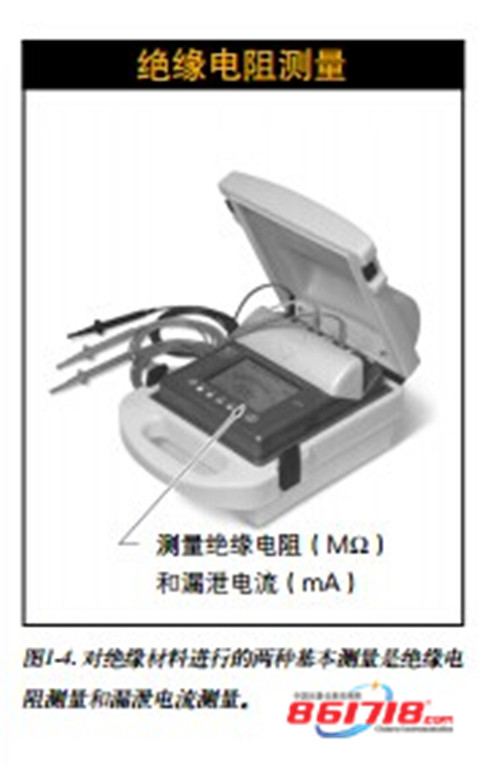 绝缘电阻测量
测量绝缘电阻（MΩ）
和漏泄电流（mA）
图1-4. 对绝缘材料进行的两种基本测量是绝缘电
阻测量和漏泄电流测量。
861718.com